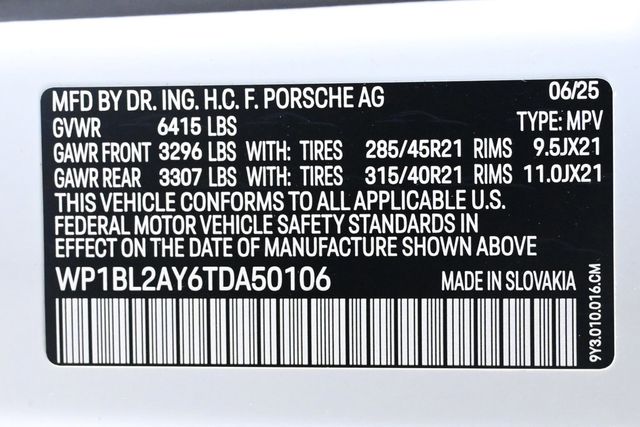 MFD BY DR. ING. H.C. F. PORSCHE AG 06/25
GVWR 6415 LBS TYPE: MPV
GAWR FRONT 3296 LBS WITH: TIRES 285/45R21 RIMS 9.5JX21
GAWR REAR 3307 LBS WITH: TIRES 315/40R21 RIMS 11.0JX21
THIS VEHICLE CONFORMS TO ALL APPLICABLE U.S.
FEDERAL MOTOR VEHICLE SAFETY STANDARDS IN
EFFECT ON THE DATE OF MANUFACTURE SHOWN ABOVE
WP1BL2AY6TDA50106 MADE IN SLOVAKIA
9Y3.010.016.CM